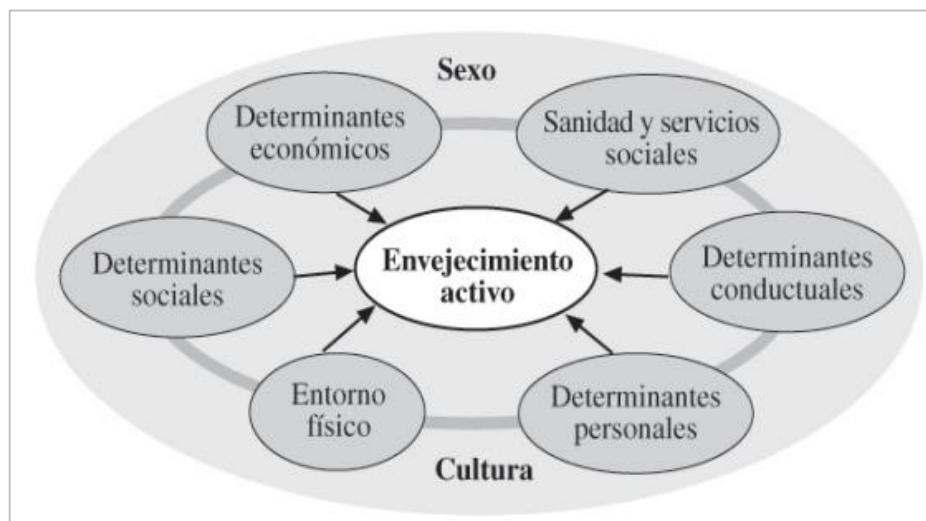 Sexo
Determinantes
económicos
Sanidad y servicios
sociales
Determinantes
sociales
Envejecimiento
activo
Determinantes
conductuales
Entorno
físico
Determinantes
personales
Cultura